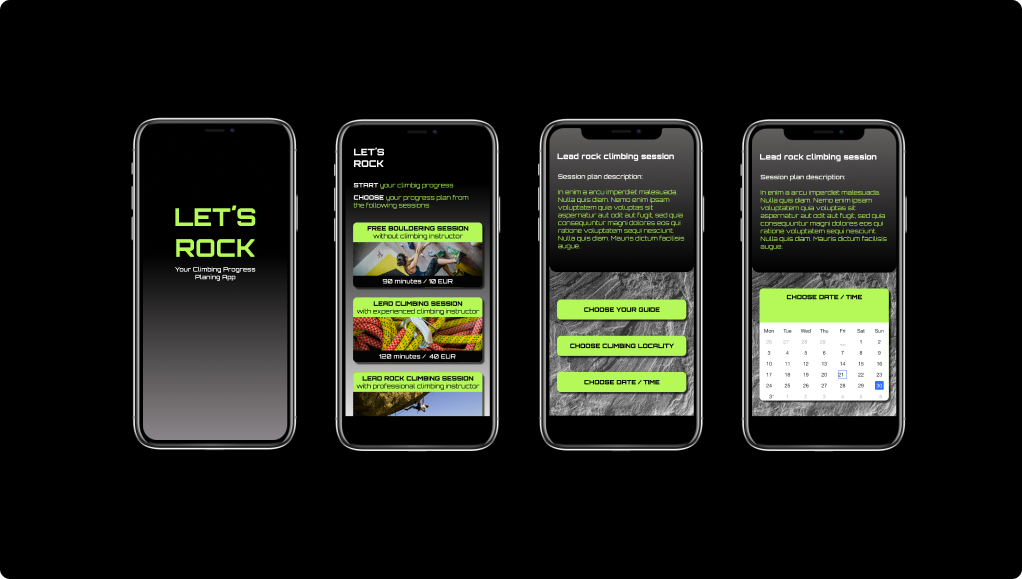 LET'S
ROCK
Your Climbing Progress
Planing App
LET'S
ROCK
START your climbig progress
CHOOSE your progress plan from
the following sessions
FREE BOULDERING SESSION
without climbing instructor
90 minutes / 10 EUR
LEAD CLIMBING SESSION
with experienced climbing instructor
120 minutes / 40 EUR
LEAD ROCK CLIMBING SESSION
with professional climbing instructor
Lead rock climbing session
Session plan description:
In enim a arcu imperdiet malesuada.
Nulla quis diam. Nemo enim ipsam
voluptatem quia voluptas sit
aspernatur aut odit aut fugit, sed quia
consequuntur magni dolores eos qui
ratione voluptatem sequi nesciunt.
Nulla quis diam. Mauris dictum facilisis
augue.
CHOOSE YOUR GUIDE
CHOOSE CLIMBING LOCALITY
CHOOSE DATE / TIME
Lead rock climbing session
Session plan description:
In enim a arcu imperdiet malesuada.
Nulla quis diam. Nemo enim ipsam
voluptatem quia voluptas sit
aspernatur aut odit aut fugit, sed quia
consequuntur magni dolores eos qui
ratione voluptatem sequi nesciunt.
Nulla quis diam. Mauris dictum facilisis
augue.
CHOOSE DATE / TIME
Mon Tue Wed Thu Fri Sat Sun
26 27 28 29 1 2
3 4 5 6 7 8 9
10 11 12 13 14 15 16
17 18 19 20 21 22 23
24 25 26 27 28 29 30
31 1 2 3 4 5 6